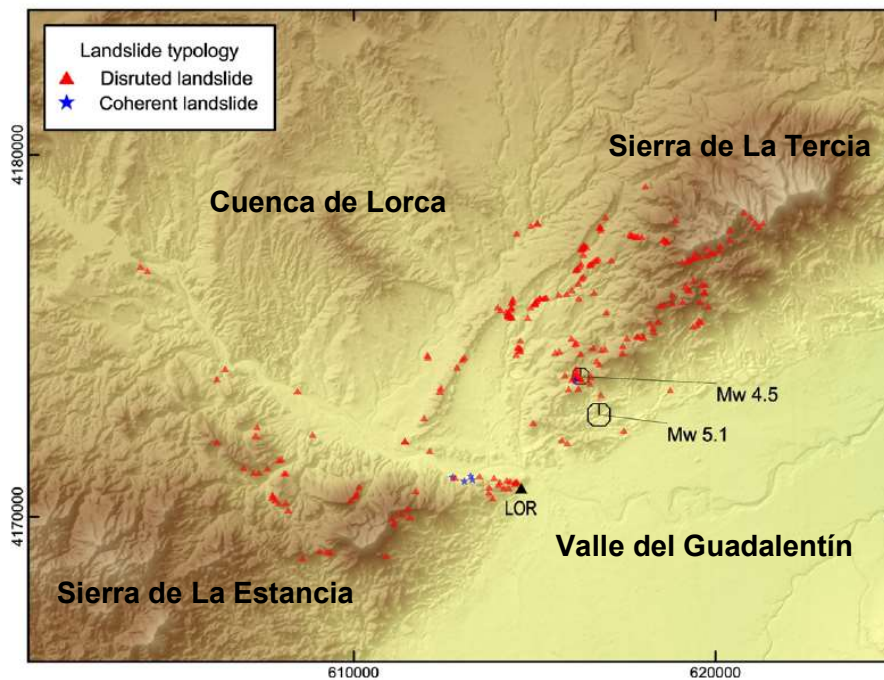 Landslide typology
Disruted landslide
Coherent landslide
Sierra de La Tercia
4180000
Cuenca de Lorca
Mw 4.5
Mw 5.1
LOR
4170000
Valle del Guadalentín
Sierra de La Estancia
610000
620000